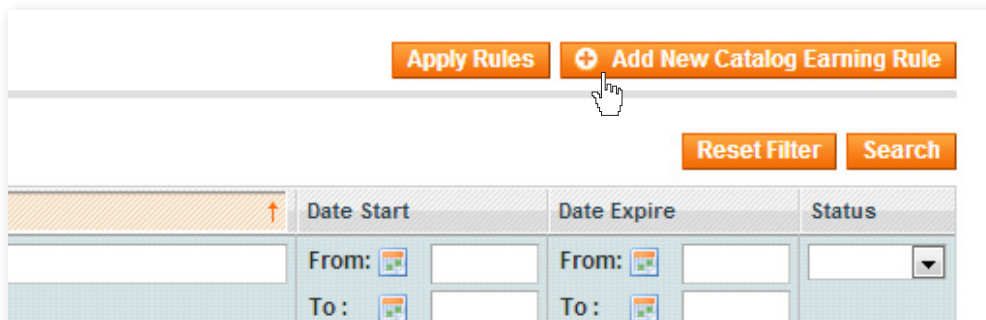 Apply Rules Add New Catalog Earning Rule
Reset Filter Search
Date Start Date Expire Status
From: From:
To : To :